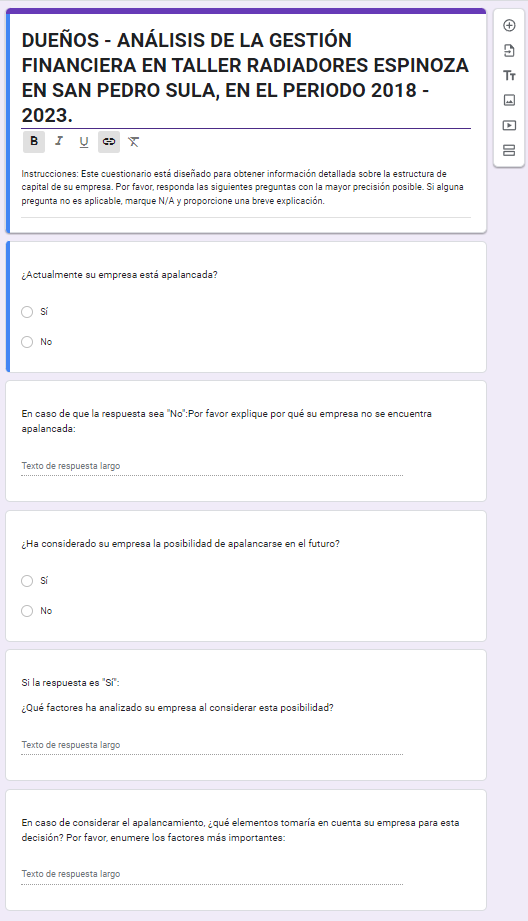 DUEÑOS - ANÁLISIS DE LA GESTIÓN
FINANCIERA EN TALLER RADIADORES ESPINOZA
EN SAN PEDRO SULA, EN EL PERIODO 2018 -
2023.
B I U
Tт
Instrucciones: Este cuestionario está diseñado para obtener información detallada sobre la estructura de
capital de su empresa. Por favor, responda las siguientes preguntas con la mayor precisión posible. Si alguna
pregunta no es aplicable, marque N/A y proporcione una breve explicación.
¿Actualmente su empresa está apalancada?
Sí
No
En caso de que la respuesta sea "No":Por favor explique por qué su empresa no se encuentra
apalancada:
Texto de respuesta largo
¿Ha considerado su empresa la posibilidad de apalancarse en el futuro?
Sí
No
Si la respuesta es "Sí":
¿Qué factores ha analizado su empresa al considerar esta posibilidad?
Texto de respuesta largo
En caso de considerar el apalancamiento, ¿qué elementos tomaría en cuenta su empresa para esta
decisión? Por favor, enumere los factores más importantes:
Texto de respuesta largo